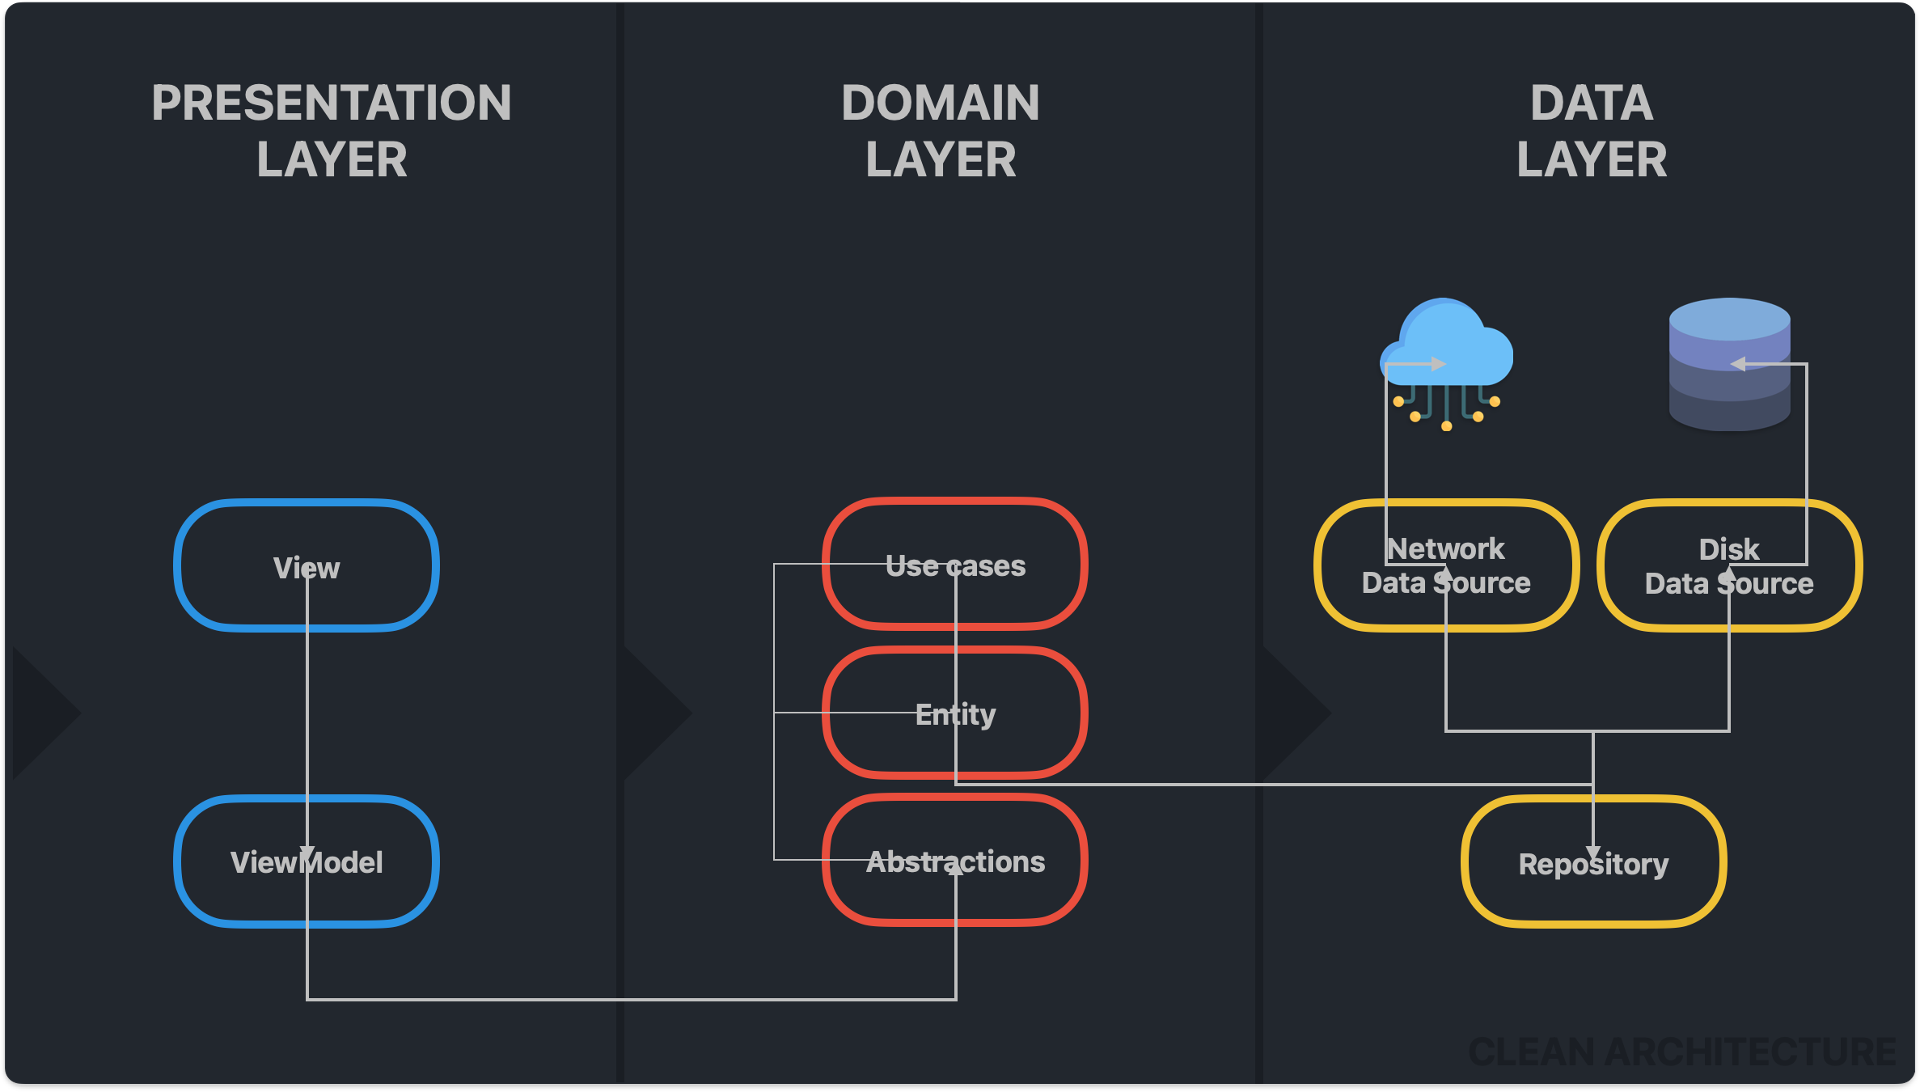 PRESENTATION
LAYER
DOMAIN
LAYER
DATA
LAYER
View
ViewModel
Use cases
Entity
Abstractions
Network
Data Source
Disk
Data Source
Repository
CLEAN ARCHITECTURE